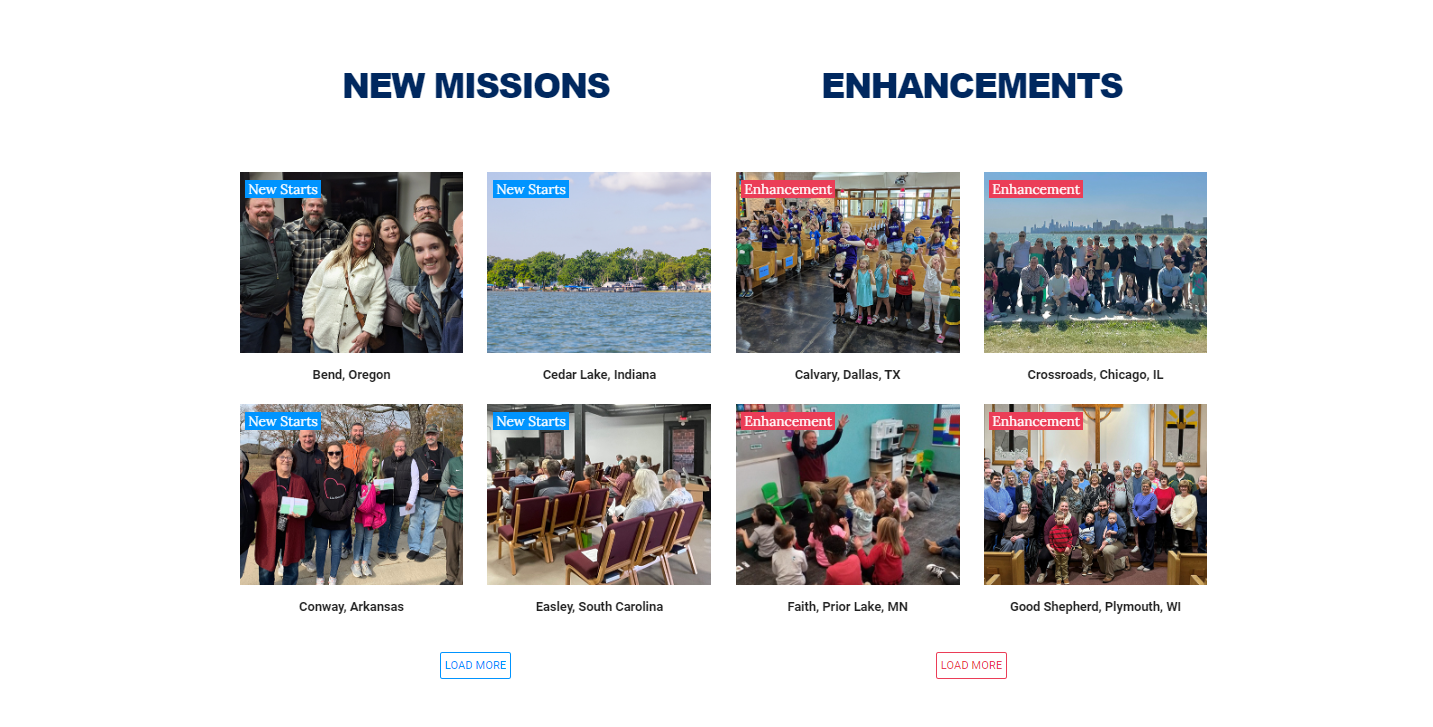 NEW MISSIONS
ENHANCEMENTS
New Starts
New Starts
Enhancement
Enhancement
Bend, Oregon
Cedar Lake, Indiana
Calvary, Dallas, TX
Crossroads, Chicago, IL
New Starts
New Starts
Enhancement
Enhancement
Conway, Arkansas
Easley, South Carolina
Faith, Prior Lake, MN
Good Shepherd, Plymouth, WI
LOAD MORE
LOAD MORE